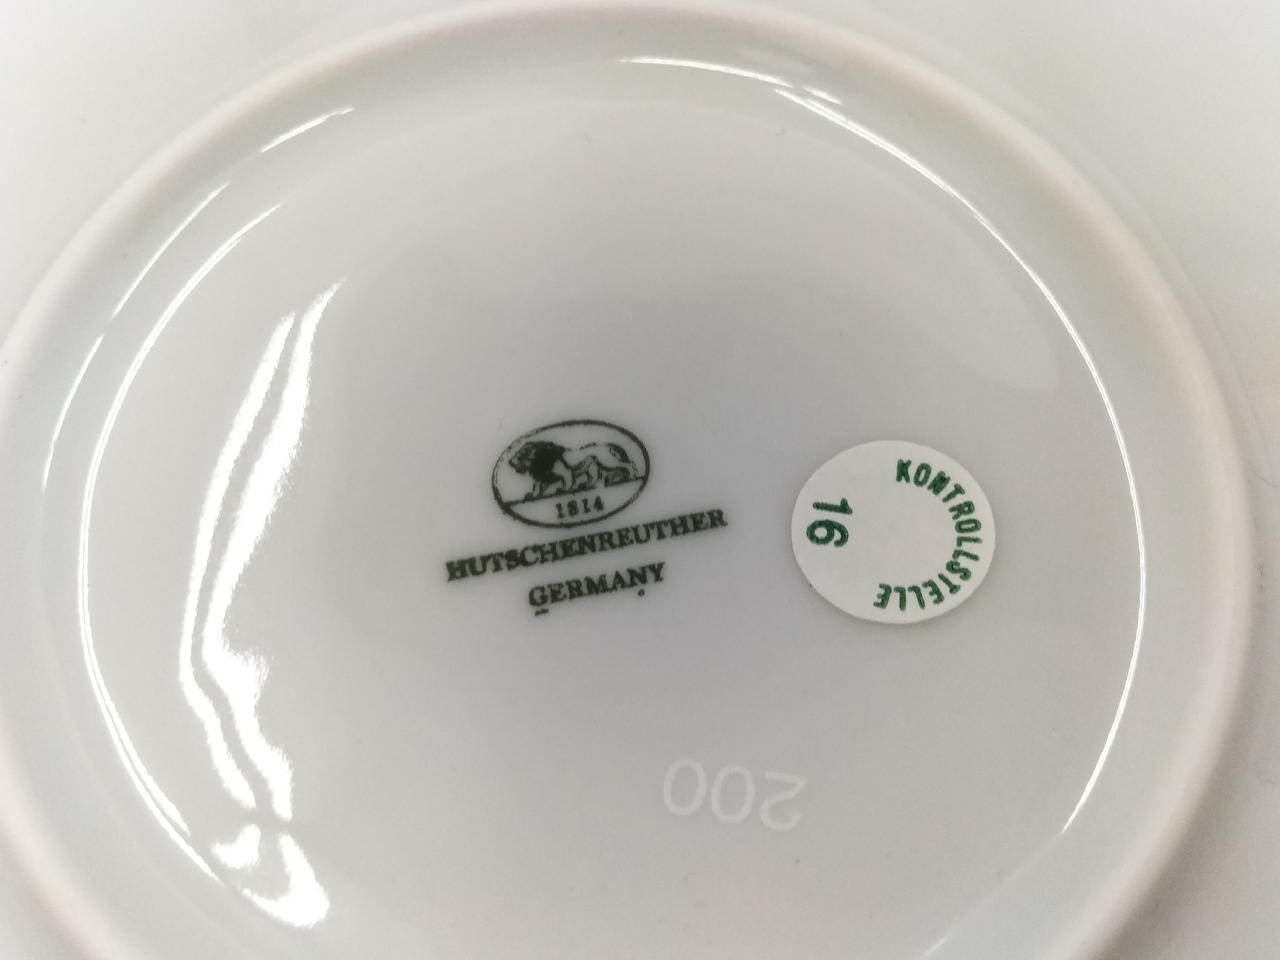 1814
HUTSCHENREUTHER
GERMANY
KONTROLLSTELLE
16
200